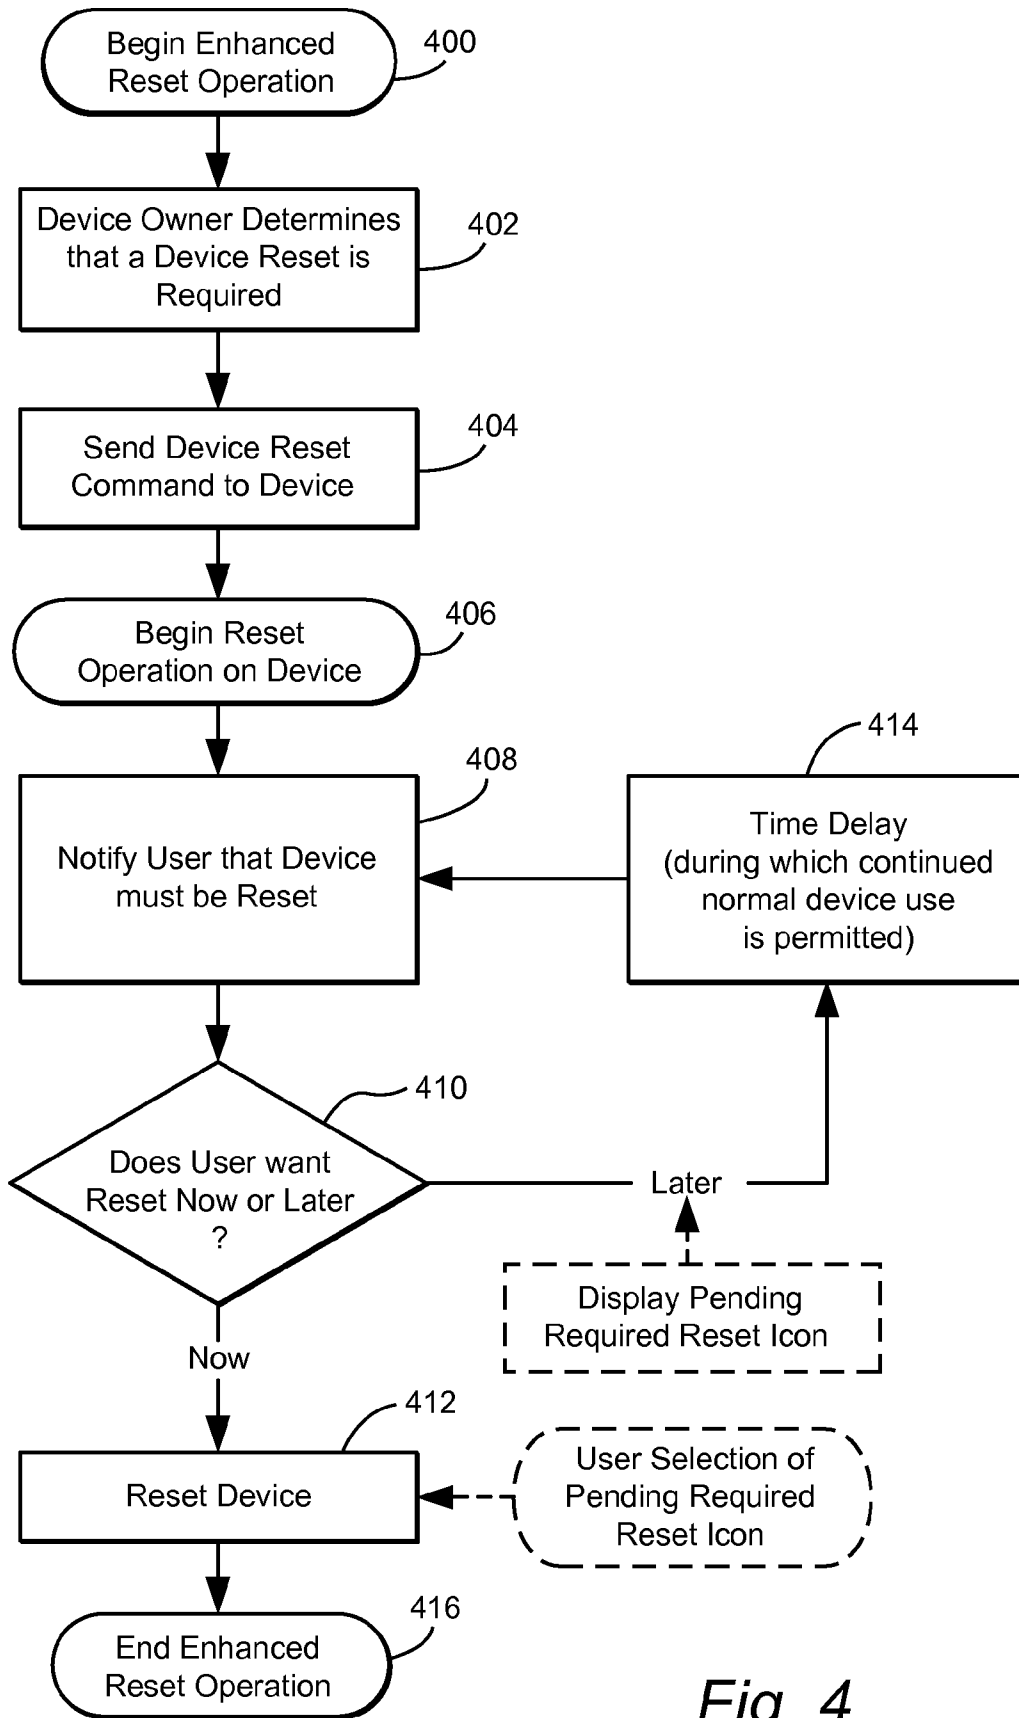 Begin Enhanced
Reset Operation
400
Device Owner Determines
that a Device Reset is
Required
402
Send Device Reset
Command to Device
404
Begin Reset
Operation on Device
406
Notify User that Device
must be Reset
408
414
Time Delay
(during which continued
normal device use
is permitted)
Does User want
Reset Now or Later
?
410
Later
Display Pending
Required Reset Icon
Now
412
Reset Device
User Selection of
Pending Required
Reset Icon
End Enhanced
Reset Operation
416
Fig. 4